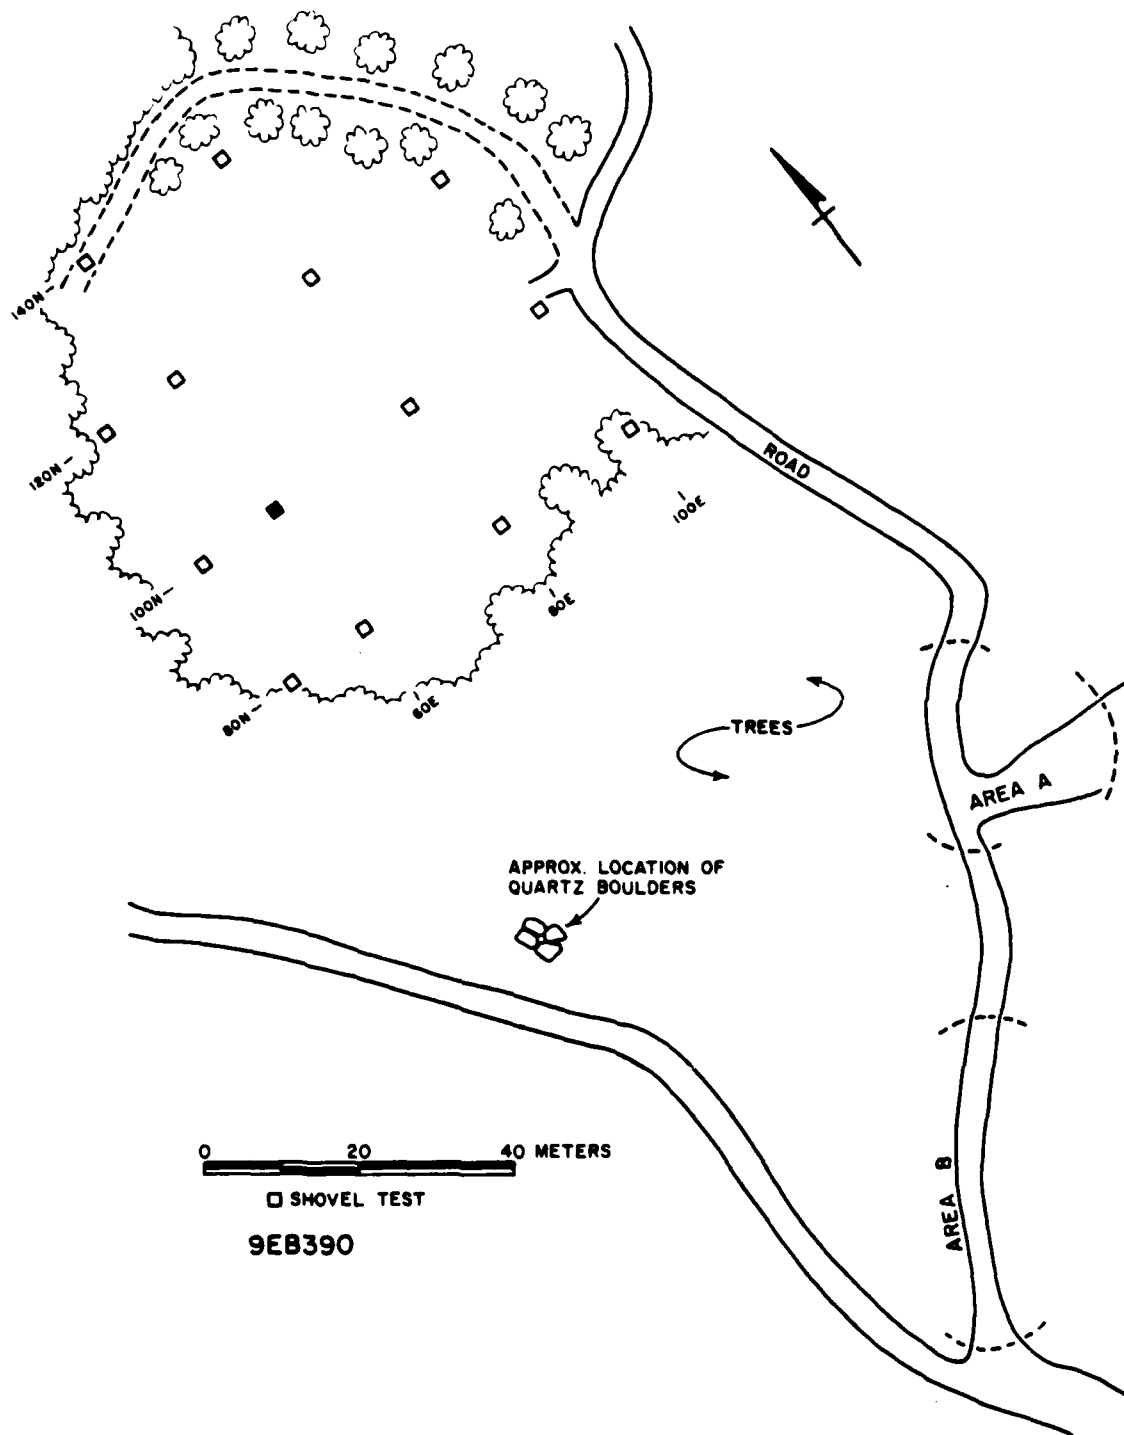 140N
120N
100N
80N
60E
80E
100E
ROAD
TREES
AREA A
APPROX. LOCATION OF
QUARTZ BOULDERS
AREA B
0 20 40 METERS
SHOVEL TEST
9EB390